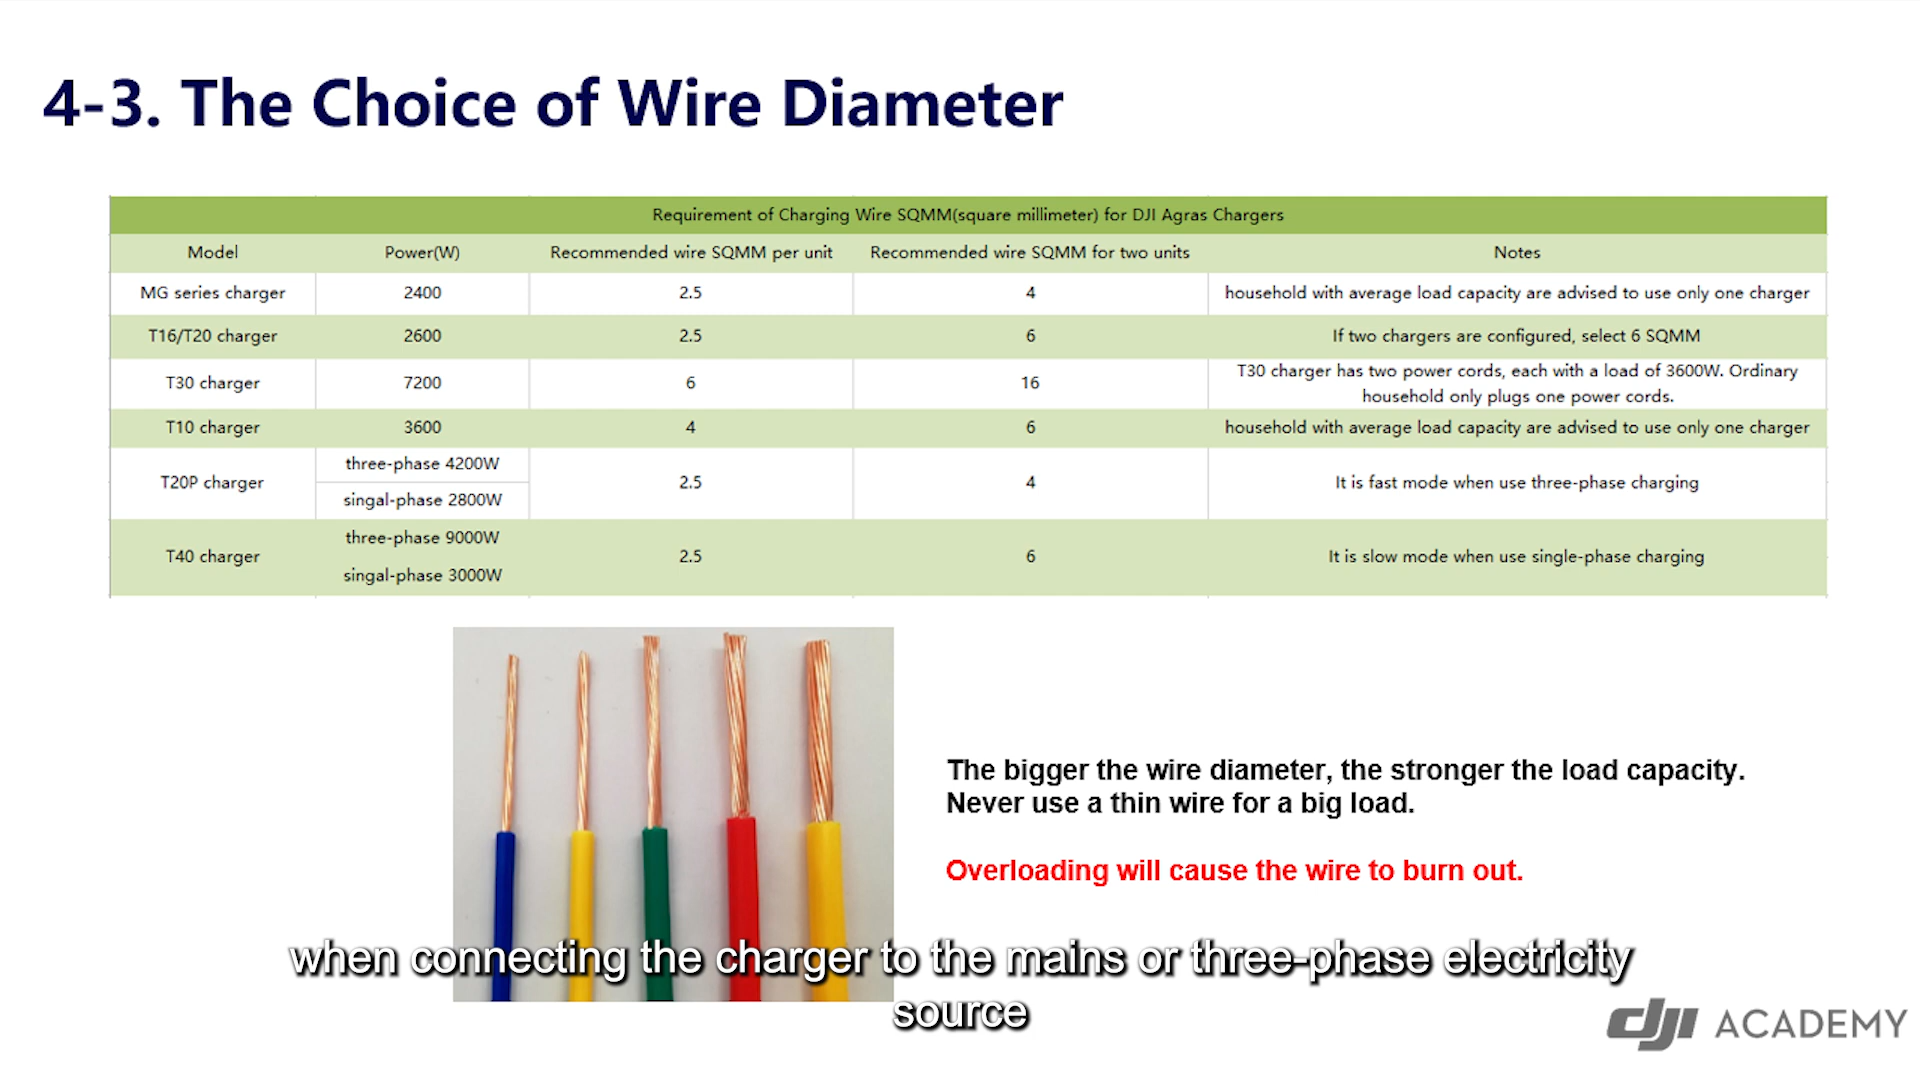 4-3. The Choice of Wire Diameter
Requirement of Charging Wire SQMM(square millimeter) for DJI Agras Chargers
Model Power(W) Recommended wire SQMM per unit Recommended wire SQMM for two units Notes
MG series charger 2400 2.5 4 household with average load capacity are advised to use only one charger
T16/T20 charger 2600 2.5 6 If two chargers are configured, select 6 SQMM
T30 charger 7200 6 16 T30 charger has two power cords, each with a load of 3600W. Ordinary
household only plugs one power cords.
T10 charger 3600 4 6 household with average load capacity are advised to use only one charger
T20P charger three-phase 4200W 2.5 4 It is fast mode when use three-phase charging
singal-phase 2800W
T40 charger three-phase 9000W 2.5 6 It is slow mode when use single-phase charging
singal-phase 3000W
The bigger the wire diameter, the stronger the load capacity.
Never use a thin wire for a big load.
Overloading will cause the wire to burn out.
when connecting the charger to the mains or three-phase electricity
source
dji ACADEMY